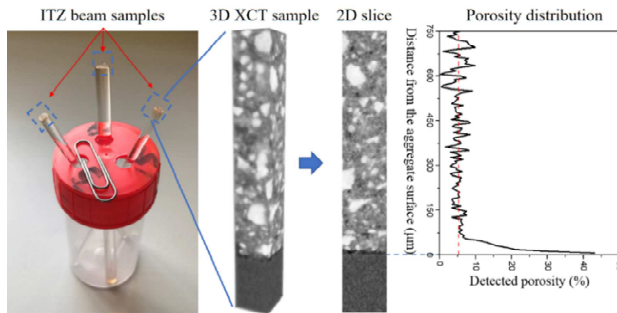 ITZ beam samples
3D XCT sample
2D slice
Porosity distribution
Distance from the aggregate surface (μm)
750
600
450
300
150
0
10 20 30 40
Detected porosity (%)